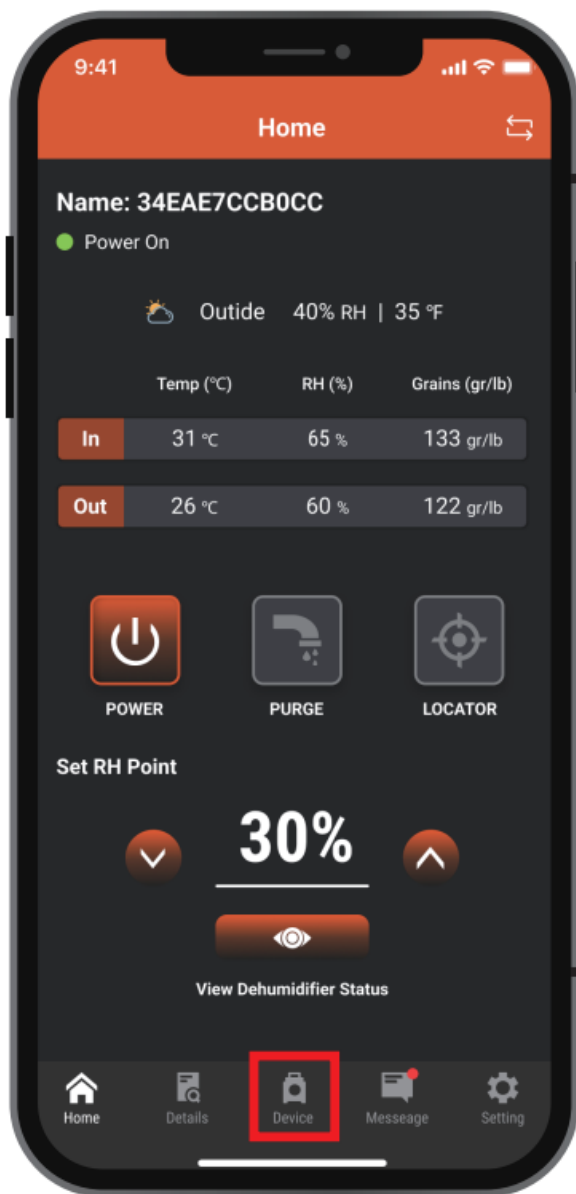 9:41
Home
Name: 34EAE7CCB0CC
Power On
Outide 40% RH | 35 °F
Temp (°C) RH (%) Grains (gr/lb)
In 31 °C 65 % 133 gr/lb
Out 26 °C 60 % 122 gr/lb
POWER PURGE LOCATOR
Set RH Point
30%
View Dehumidifier Status
Home Details Device Messeage Setting